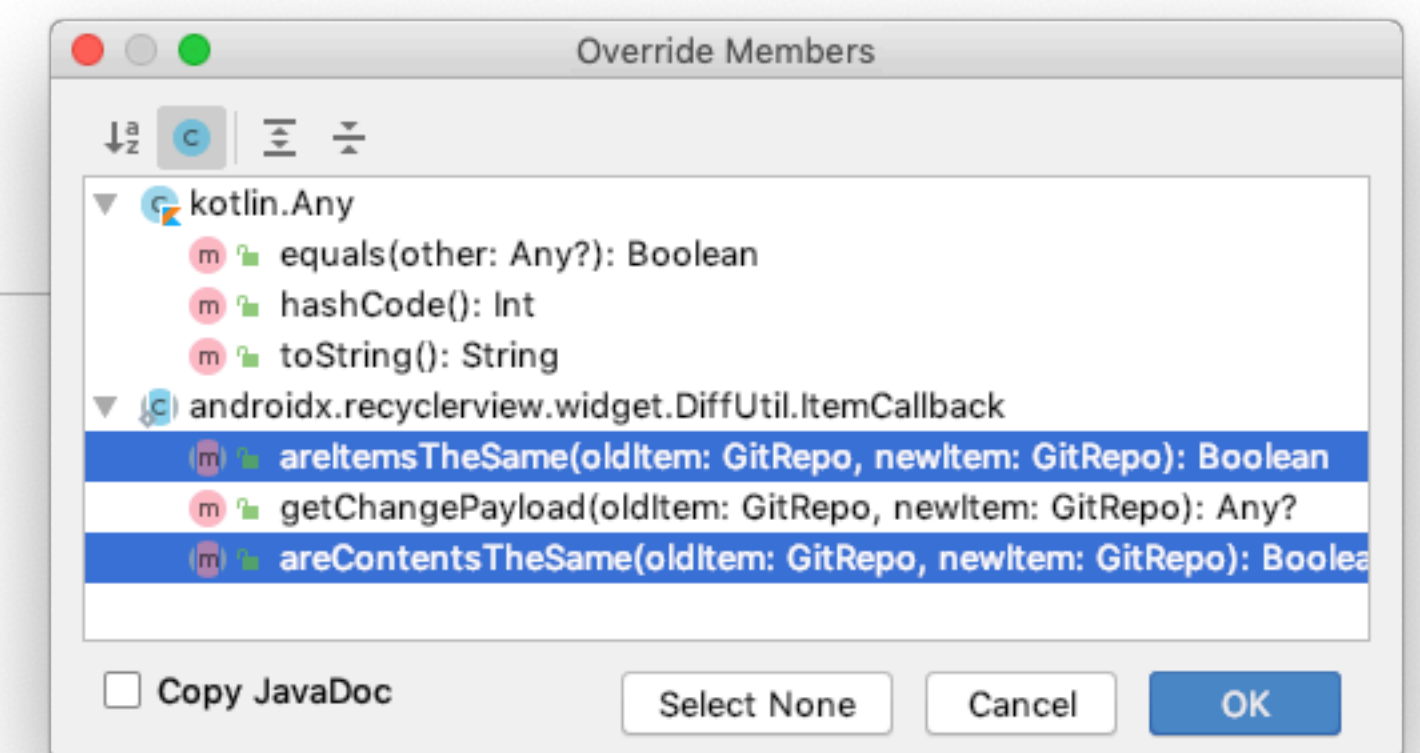 Override Members
a
z
C
C kotlin.Any
m equals(other: Any?): Boolean
m hashCode(): Int
m toString(): String
C androidx.recyclerview.widget.DiffUtil.ItemCallback
m areItemsTheSame(oldItem: GitRepo, newItem: GitRepo): Boolean
m getChangePayload(oldItem: GitRepo, newItem: GitRepo): Any?
m areContentsTheSame(oldItem: GitRepo, newItem: GitRepo): Boolea
Copy JavaDoc
Select None
Cancel
OK